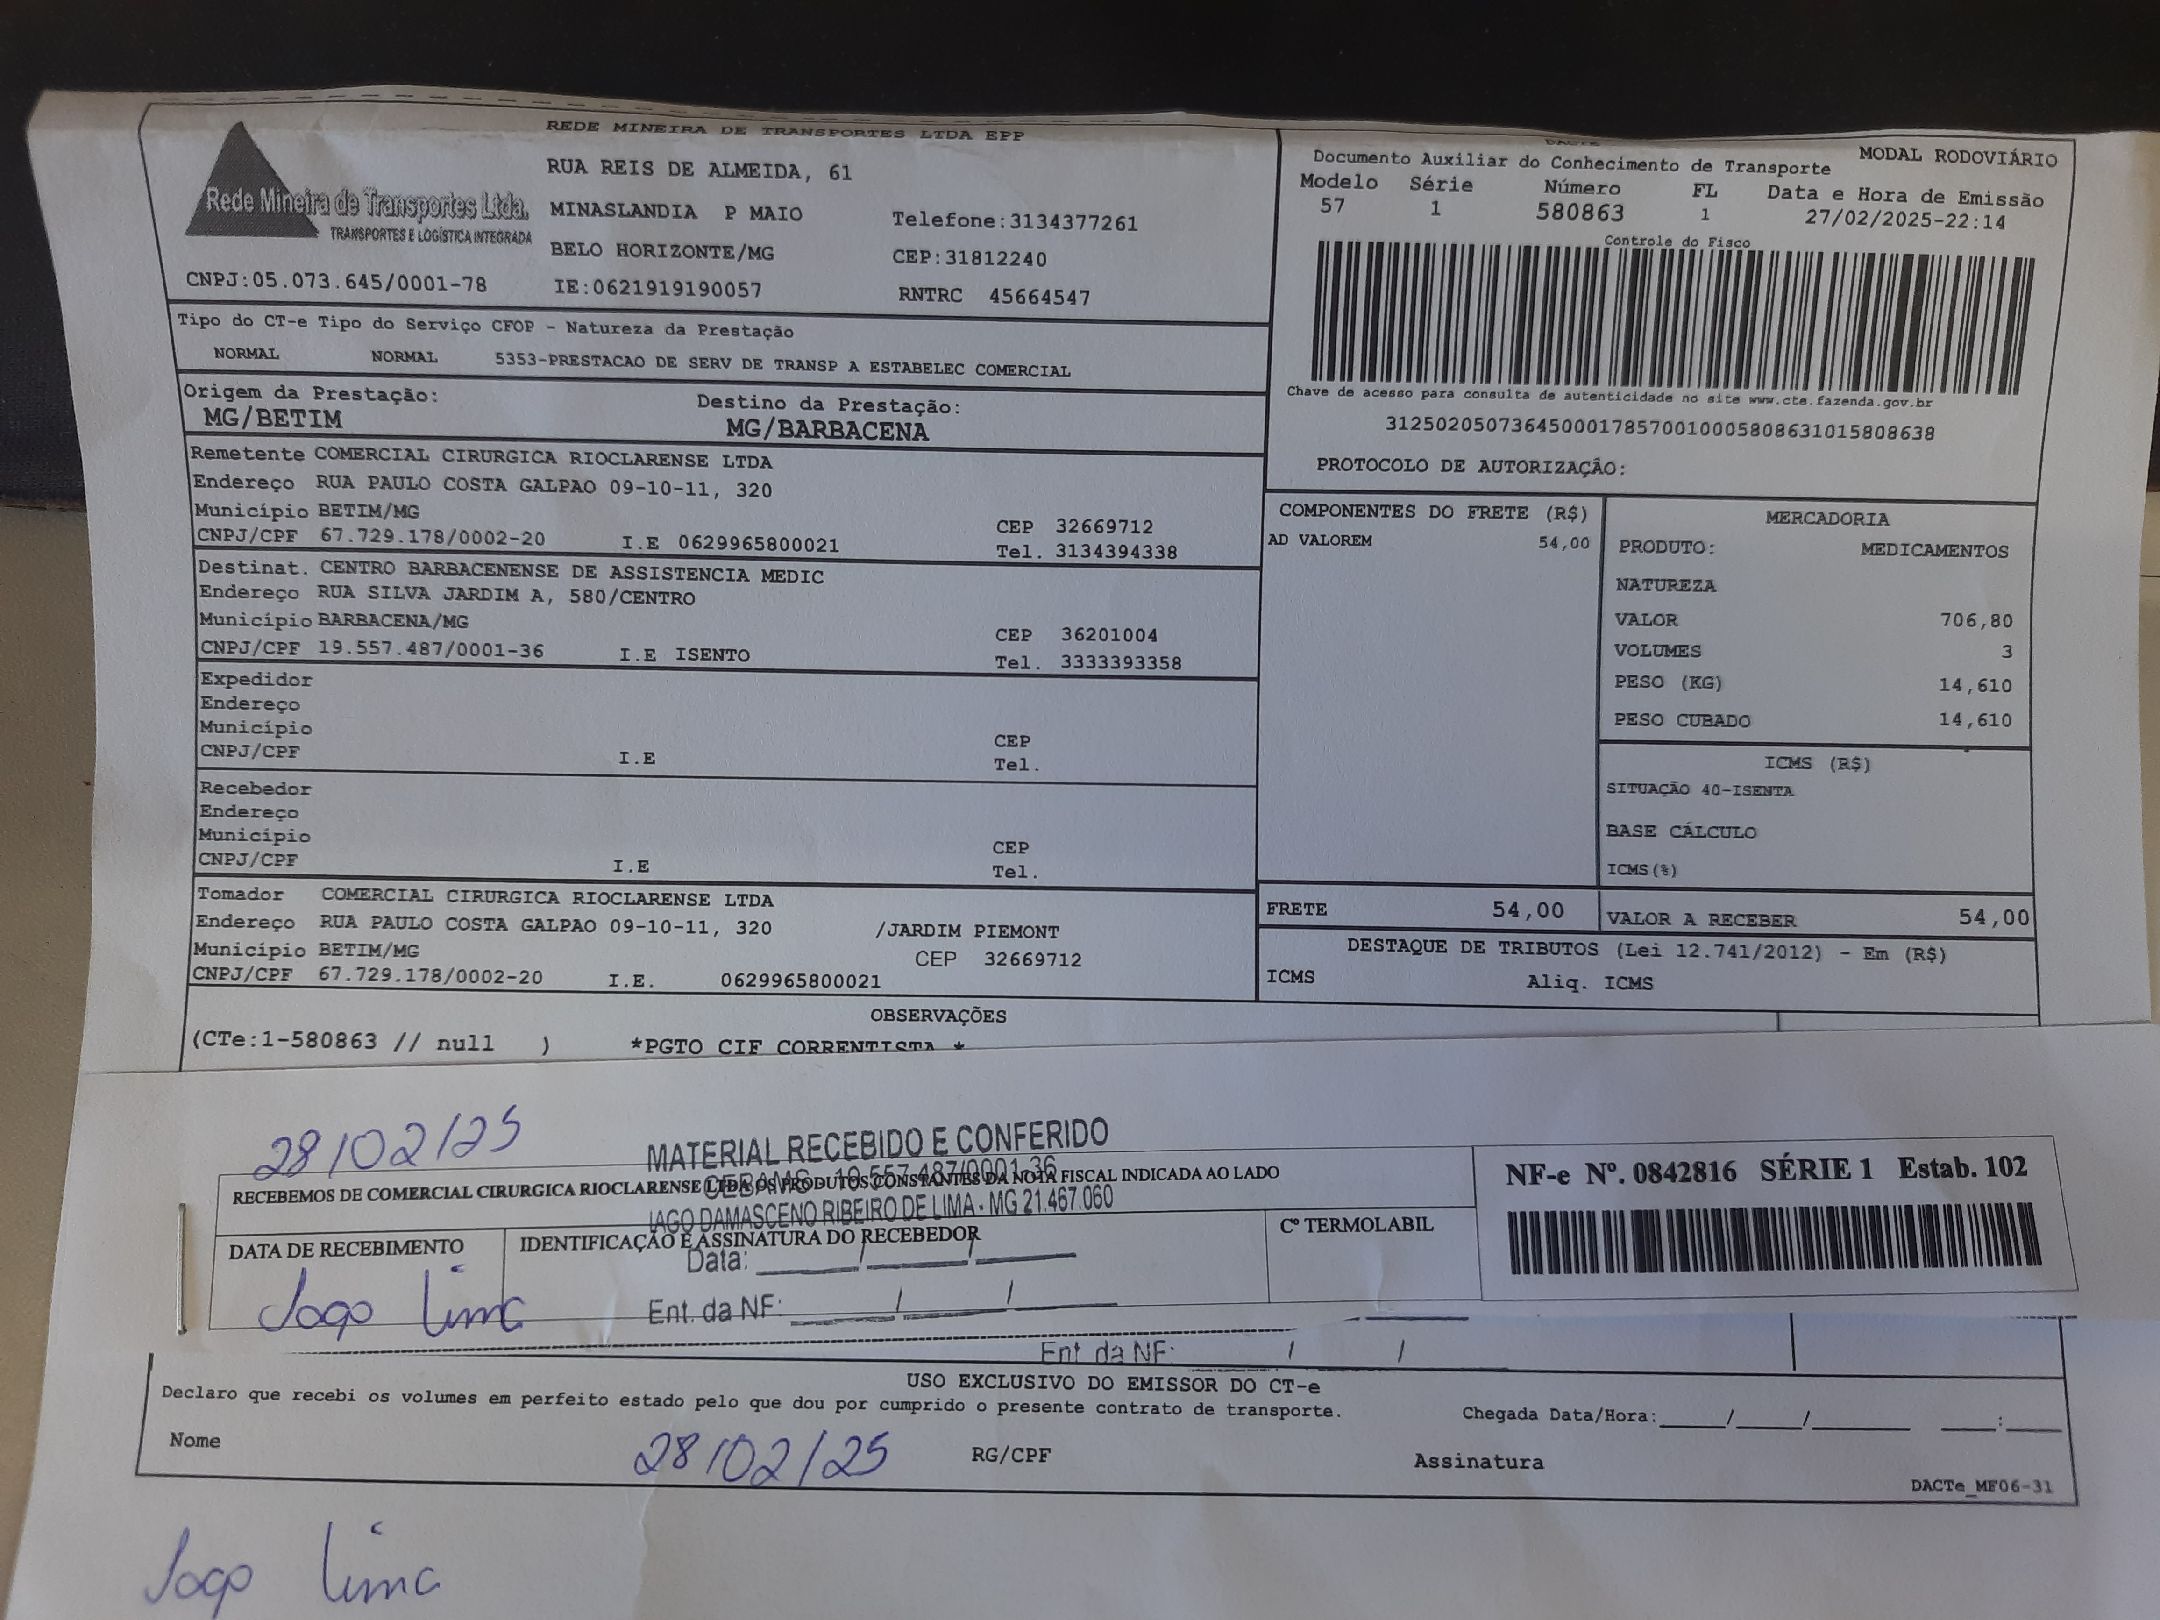 REDE MINEIRA DE TRANSPORTES LTDA EPP
Rede Mineira de Transportes Ltda.
TRANSPORTES E LOGÍSTICA INTEGRADA
RUA REIS DE ALMEIDA, 61
MINASLANDIA P MAIO Telefone:3134377261
BELO HORIZONTE/MG CEP:31812240
CNPJ:05.073.645/0001-78 IE:0621919190057 RNTRC 45664547
MODAL RODOVIÁRIO
Documento Auxiliar do Conhecimento de Transporte
Modelo Série Número FL Data e Hora de Emissão
57 1 580863 1 27/02/2025-22:14
Controle do Fisco
Chave de acesso para consulta de autenticidade no site www.cte.fazenda.gov.br
31250205073645000178570010005808631015808638
PROTOCOLO DE AUTORIZAÇÃO:
Tipo do CT-e Tipo do Serviço CFOP - Natureza da Prestação
NORMAL NORMAL 5353-PRESTACAO DE SERV DE TRANSP A ESTABELEC COMERCIAL
Origem da Prestação: Destino da Prestação:
MG/BETIM MG/BARBACENA
Remetente COMERCIAL CIRURGICA RIOCLARENSE LTDA
Endereço RUA PAULO COSTA GALPAO 09-10-11, 320
Município BETIM/MG CEP 32669712
CNPJ/CPF 67.729.178/0002-20 I.E 0629965800021 Tel. 3134394338
Destinat. CENTRO BARBACENENSE DE ASSISTENCIA MEDIC
Endereço RUA SILVA JARDIM A, 580/CENTRO
Município BARBACENA/MG CEP 36201004
CNPJ/CPF 19.557.487/0001-36 I.E ISENTO Tel. 3333393358
Expedidor
Endereço
Município CEP
CNPJ/CPF I.E Tel.
Recebedor
Endereço
Município CEP
CNPJ/CPF I.E Tel.
Tomador COMERCIAL CIRURGICA RIOCLARENSE LTDA
Endereço RUA PAULO COSTA GALPAO 09-10-11, 320 /JARDIM PIEMONT
Município BETIM/MG CEP 32669712
CNPJ/CPF 67.729.178/0002-20 I.E. 0629965800021
COMPONENTES DO FRETE (R$)
AD VALOREM 54,00
MERCADORIA
PRODUTO: MEDICAMENTOS
NATUREZA
VALOR 706,80
VOLUMES 3
PESO (KG) 14,610
PESO CUBADO 14,610
ICMS (R$)
SITUAÇÃO 40-ISENTA
BASE CÁLCULO
ICMS(%)
FRETE 54,00 VALOR A RECEBER 54,00
DESTAQUE DE TRIBUTOS (Lei 12.741/2012) - Em (R$)
ICMS Aliq. ICMS
OBSERVAÇÕES
(CTe:1-580863 // null ) *PGTO CIF CORRENTISTA *
28/02/25
MATERIAL RECEBIDO E CONFERIDO
CEBAMS - 19.557.487/0001-36
RECEBEMOS DE COMERCIAL CIRURGICA RIOCLARENSE LTDA OS PRODUTOS CONSTANTES DA NOTA FISCAL INDICADA AO LADO
IAGO DAMASCENO RIBEIRO DE LIMA - MG 21.467.060
DATA DE RECEBIMENTO IDENTIFICAÇÃO E ASSINATURA DO RECEBEDOR Cº TERMOLABIL
Data: ____/____/____
Iago Lima
Ent. da NF: ____/____/____
NF-e Nº. 0842816 SÉRIE 1 Estab. 102
Ent. da NF: / /
USO EXCLUSIVO DO EMISSOR DO CT-e
Declaro que recebi os volumes em perfeito estado pelo que dou por cumprido o presente contrato de transporte.
Chegada Data/Hora:____/____/______ ___:___
Nome 28/02/25 RG/CPF Assinatura
DACTe_MF06-31
Iago Lima